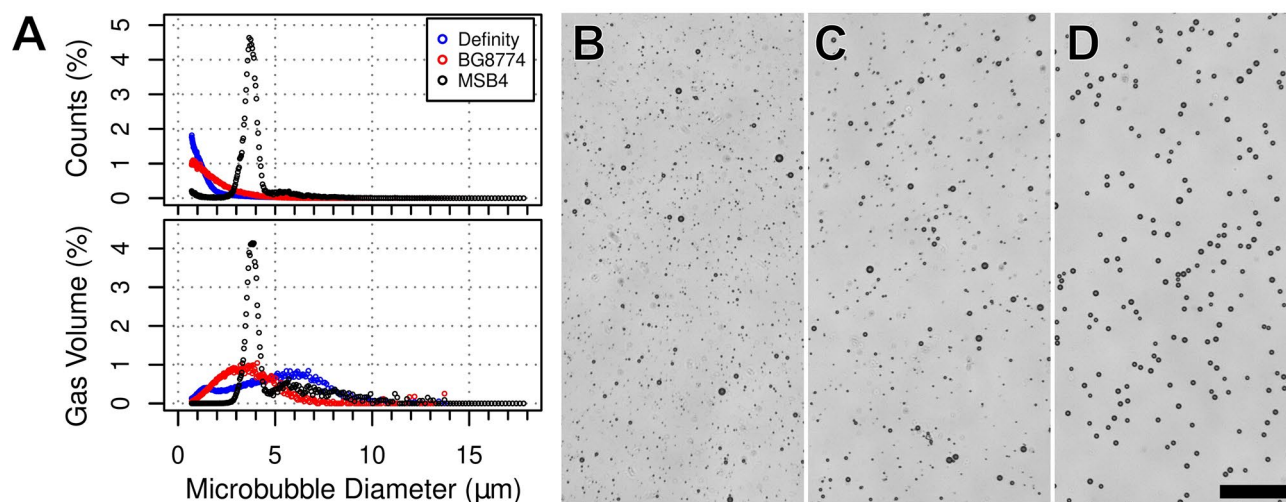 A
Counts (%)
5
4
3
2
1
0
Definity
BG8774
MSB4
Gas Volume (%)
4
3
2
1
0
0 5 10 15
Microbubble Diameter (μm)
B
C
D